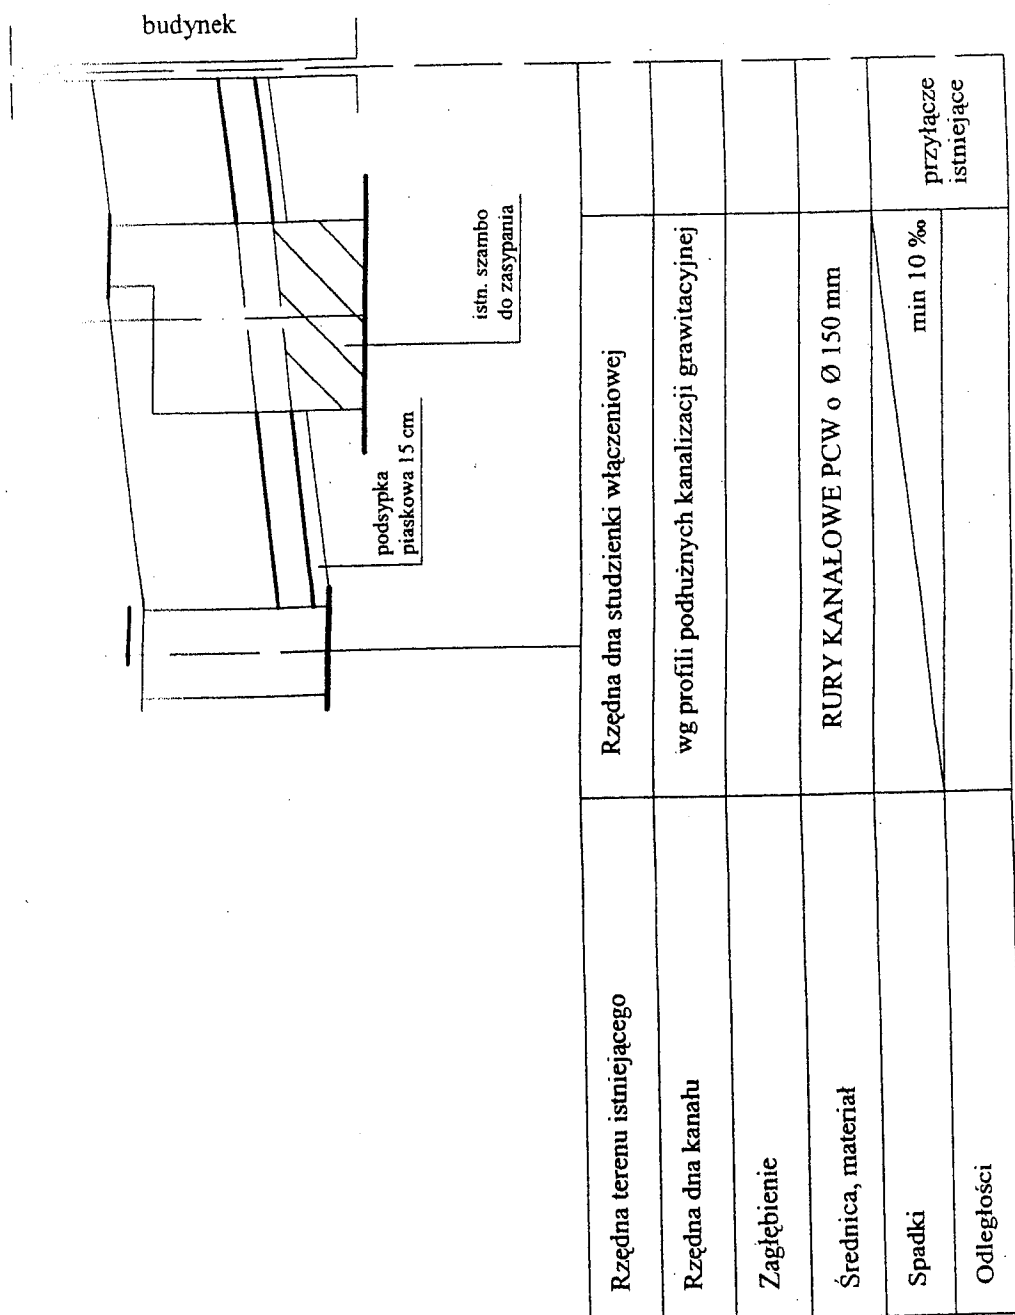 budynek
istn. szambo
do zasypania
podsypka
piaskowa 15 cm
Rzędna terenu istniejącego
Rzędna dna studzienki włączeniowej
Rzędna dna kanału
wg profili podłużnych kanalizacji grawitacyjnej
Zagłębienie
Średnica, materiał
RURY KANAŁOWE PCW o Ø 150 mm
Spadki
min 10 ‰
przyłącze
istniejące
Odległości